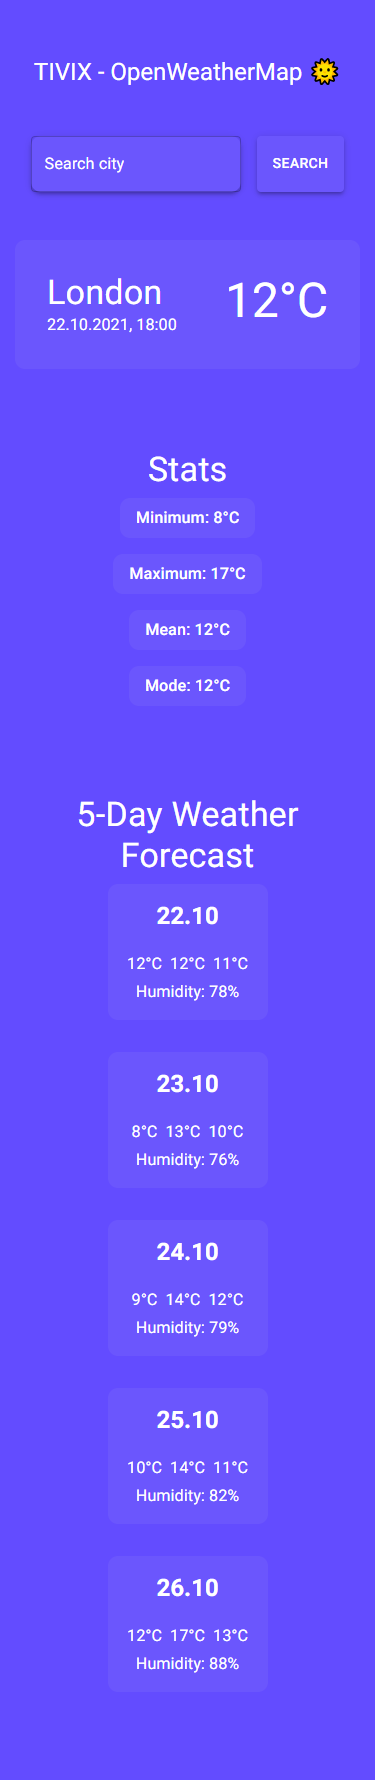 TIVIX - OpenWeatherMap 🌞
Search city
SEARCH
London
22.10.2021, 18:00
12°C
Stats
Minimum: 8°C
Maximum: 17°C
Mean: 12°C
Mode: 12°C
5-Day Weather
Forecast
22.10
12°C 12°C 11°C
Humidity: 78%
23.10
8°C 13°C 10°C
Humidity: 76%
24.10
9°C 14°C 12°C
Humidity: 79%
25.10
10°C 14°C 11°C
Humidity: 82%
26.10
12°C 17°C 13°C
Humidity: 88%